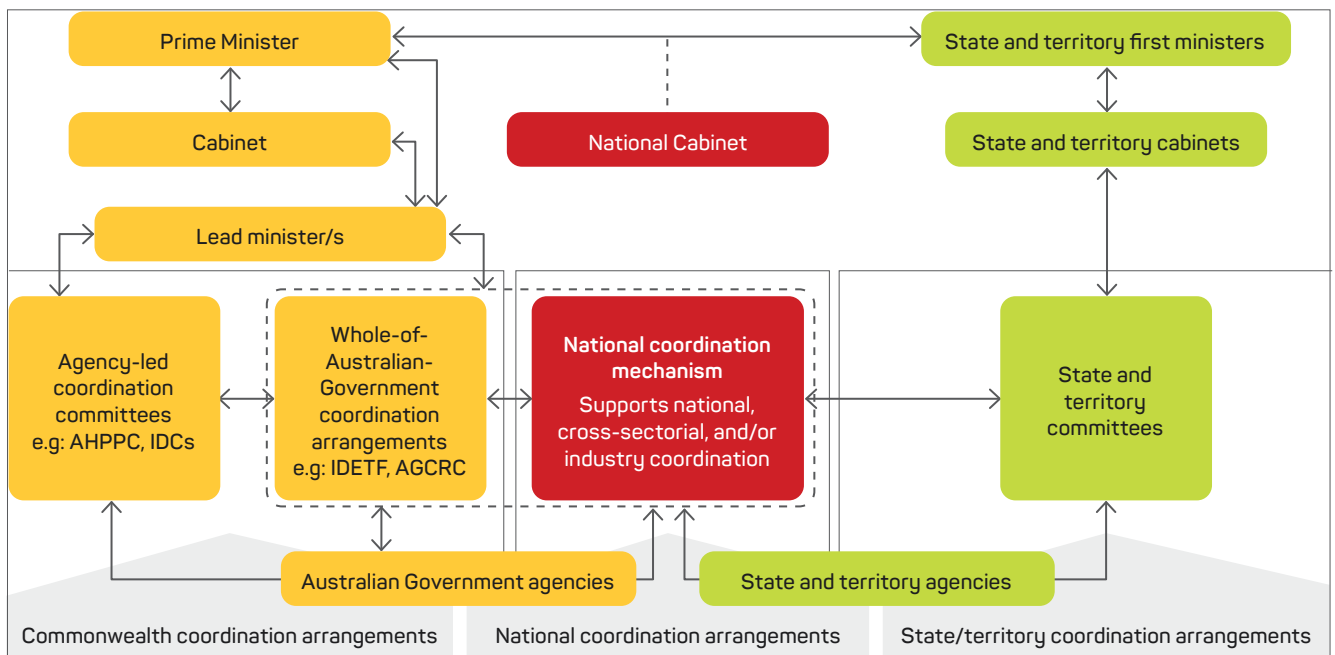 Prime Minister
State and territory first ministers
Cabinet
National Cabinet
State and territory cabinets
Lead minister/s
Agency-led
coordination
committees
e.g: AHPPC, IDCs
Whole-of-
Australian-
Government
coordination
arrangements
e.g: IDETF, AGCRC
National coordination
mechanism
Supports national,
cross-sectorial, and/or
industry coordination
State and
territory
committees
Australian Government agencies
State and territory agencies
Commonwealth coordination arrangements
National coordination arrangements
State/territory coordination arrangements